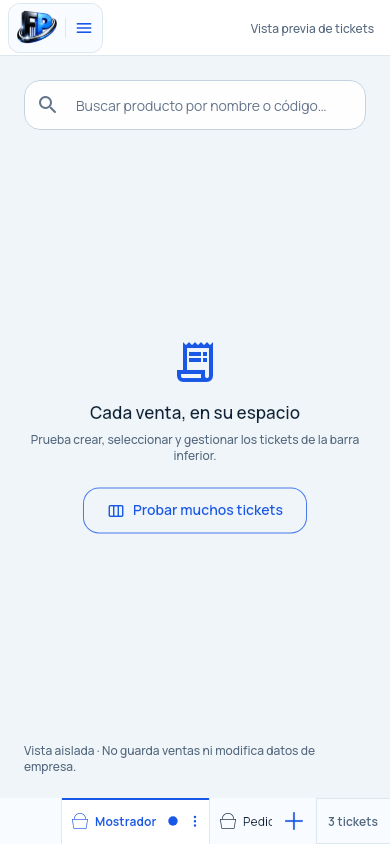 FP
Vista previa de tickets
Buscar producto por nombre o código...
Cada venta, en su espacio
Prueba crear, seleccionar y gestionar los tickets de la barra
inferior.
Probar muchos tickets
Vista aislada · No guarda ventas ni modifica datos de
empresa.
Mostrador
Pedic
3 tickets